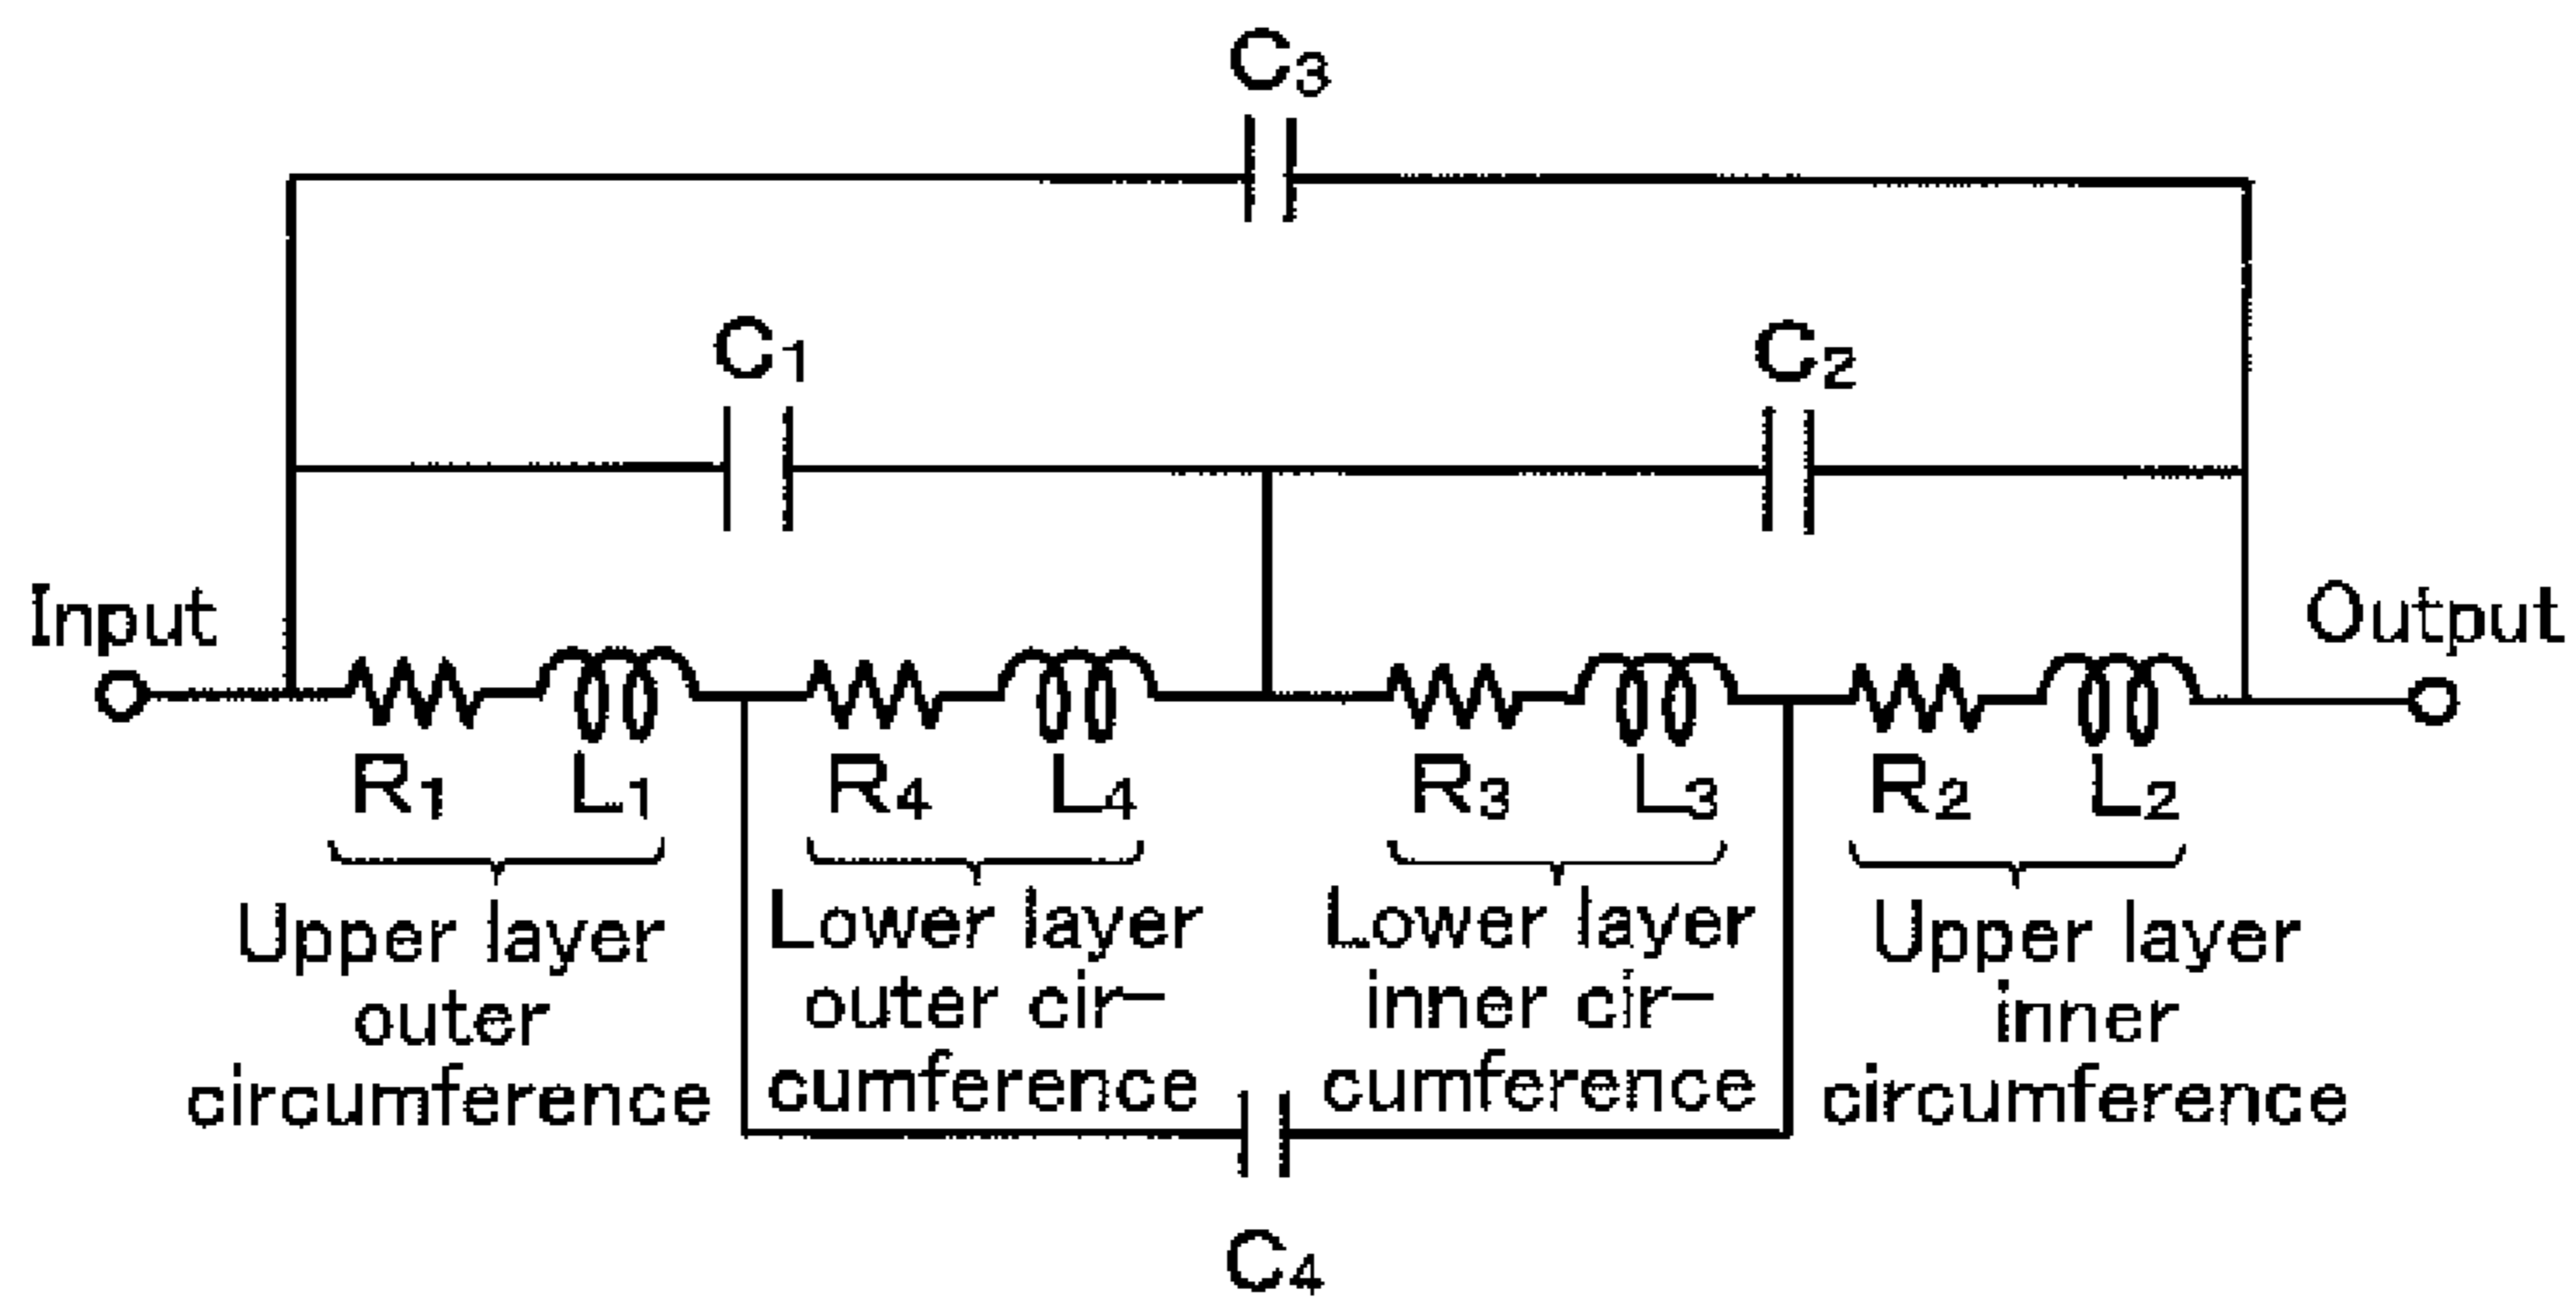 C3
C1
C2
Input
Output
R1 L1 R4 L4 R3 L3 R2 L2
Upper layer
outer
circumference
Lower layer
outer cir-
cumference
Lower layer
inner cir-
cumference
Upper layer
inner
circumference
C4